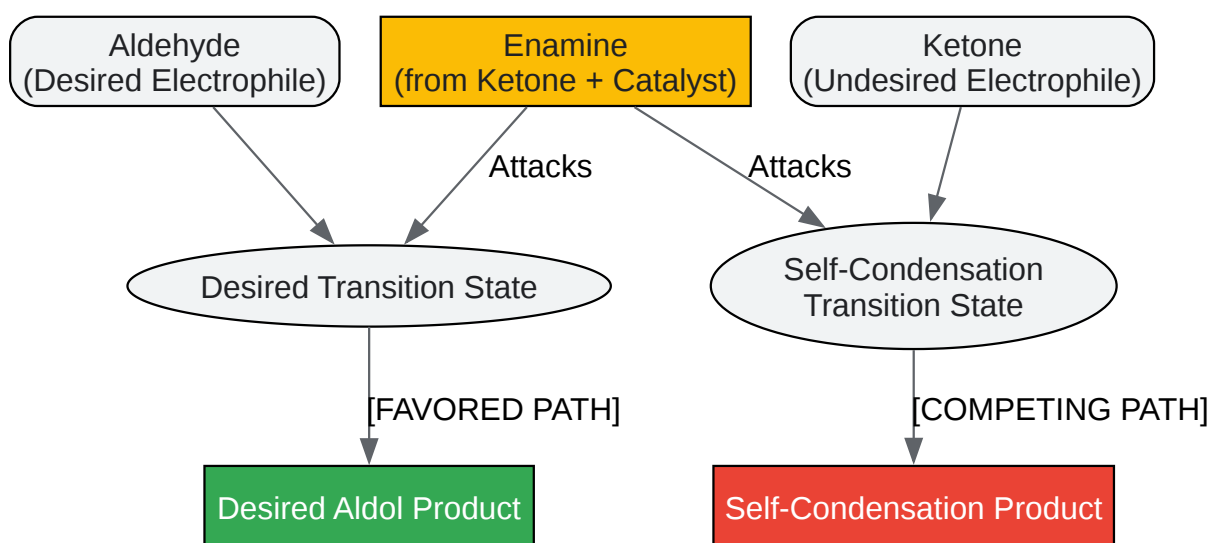 Aldehyde
(Desired Electrophile)
Enamine
(from Ketone + Catalyst)
Ketone
(Undesired Electrophile)
Attacks
Attacks
Desired Transition State
Self-Condensation
Transition State
[FAVORED PATH]
[COMPETING PATH]
Desired Aldol Product
Self-Condensation Product